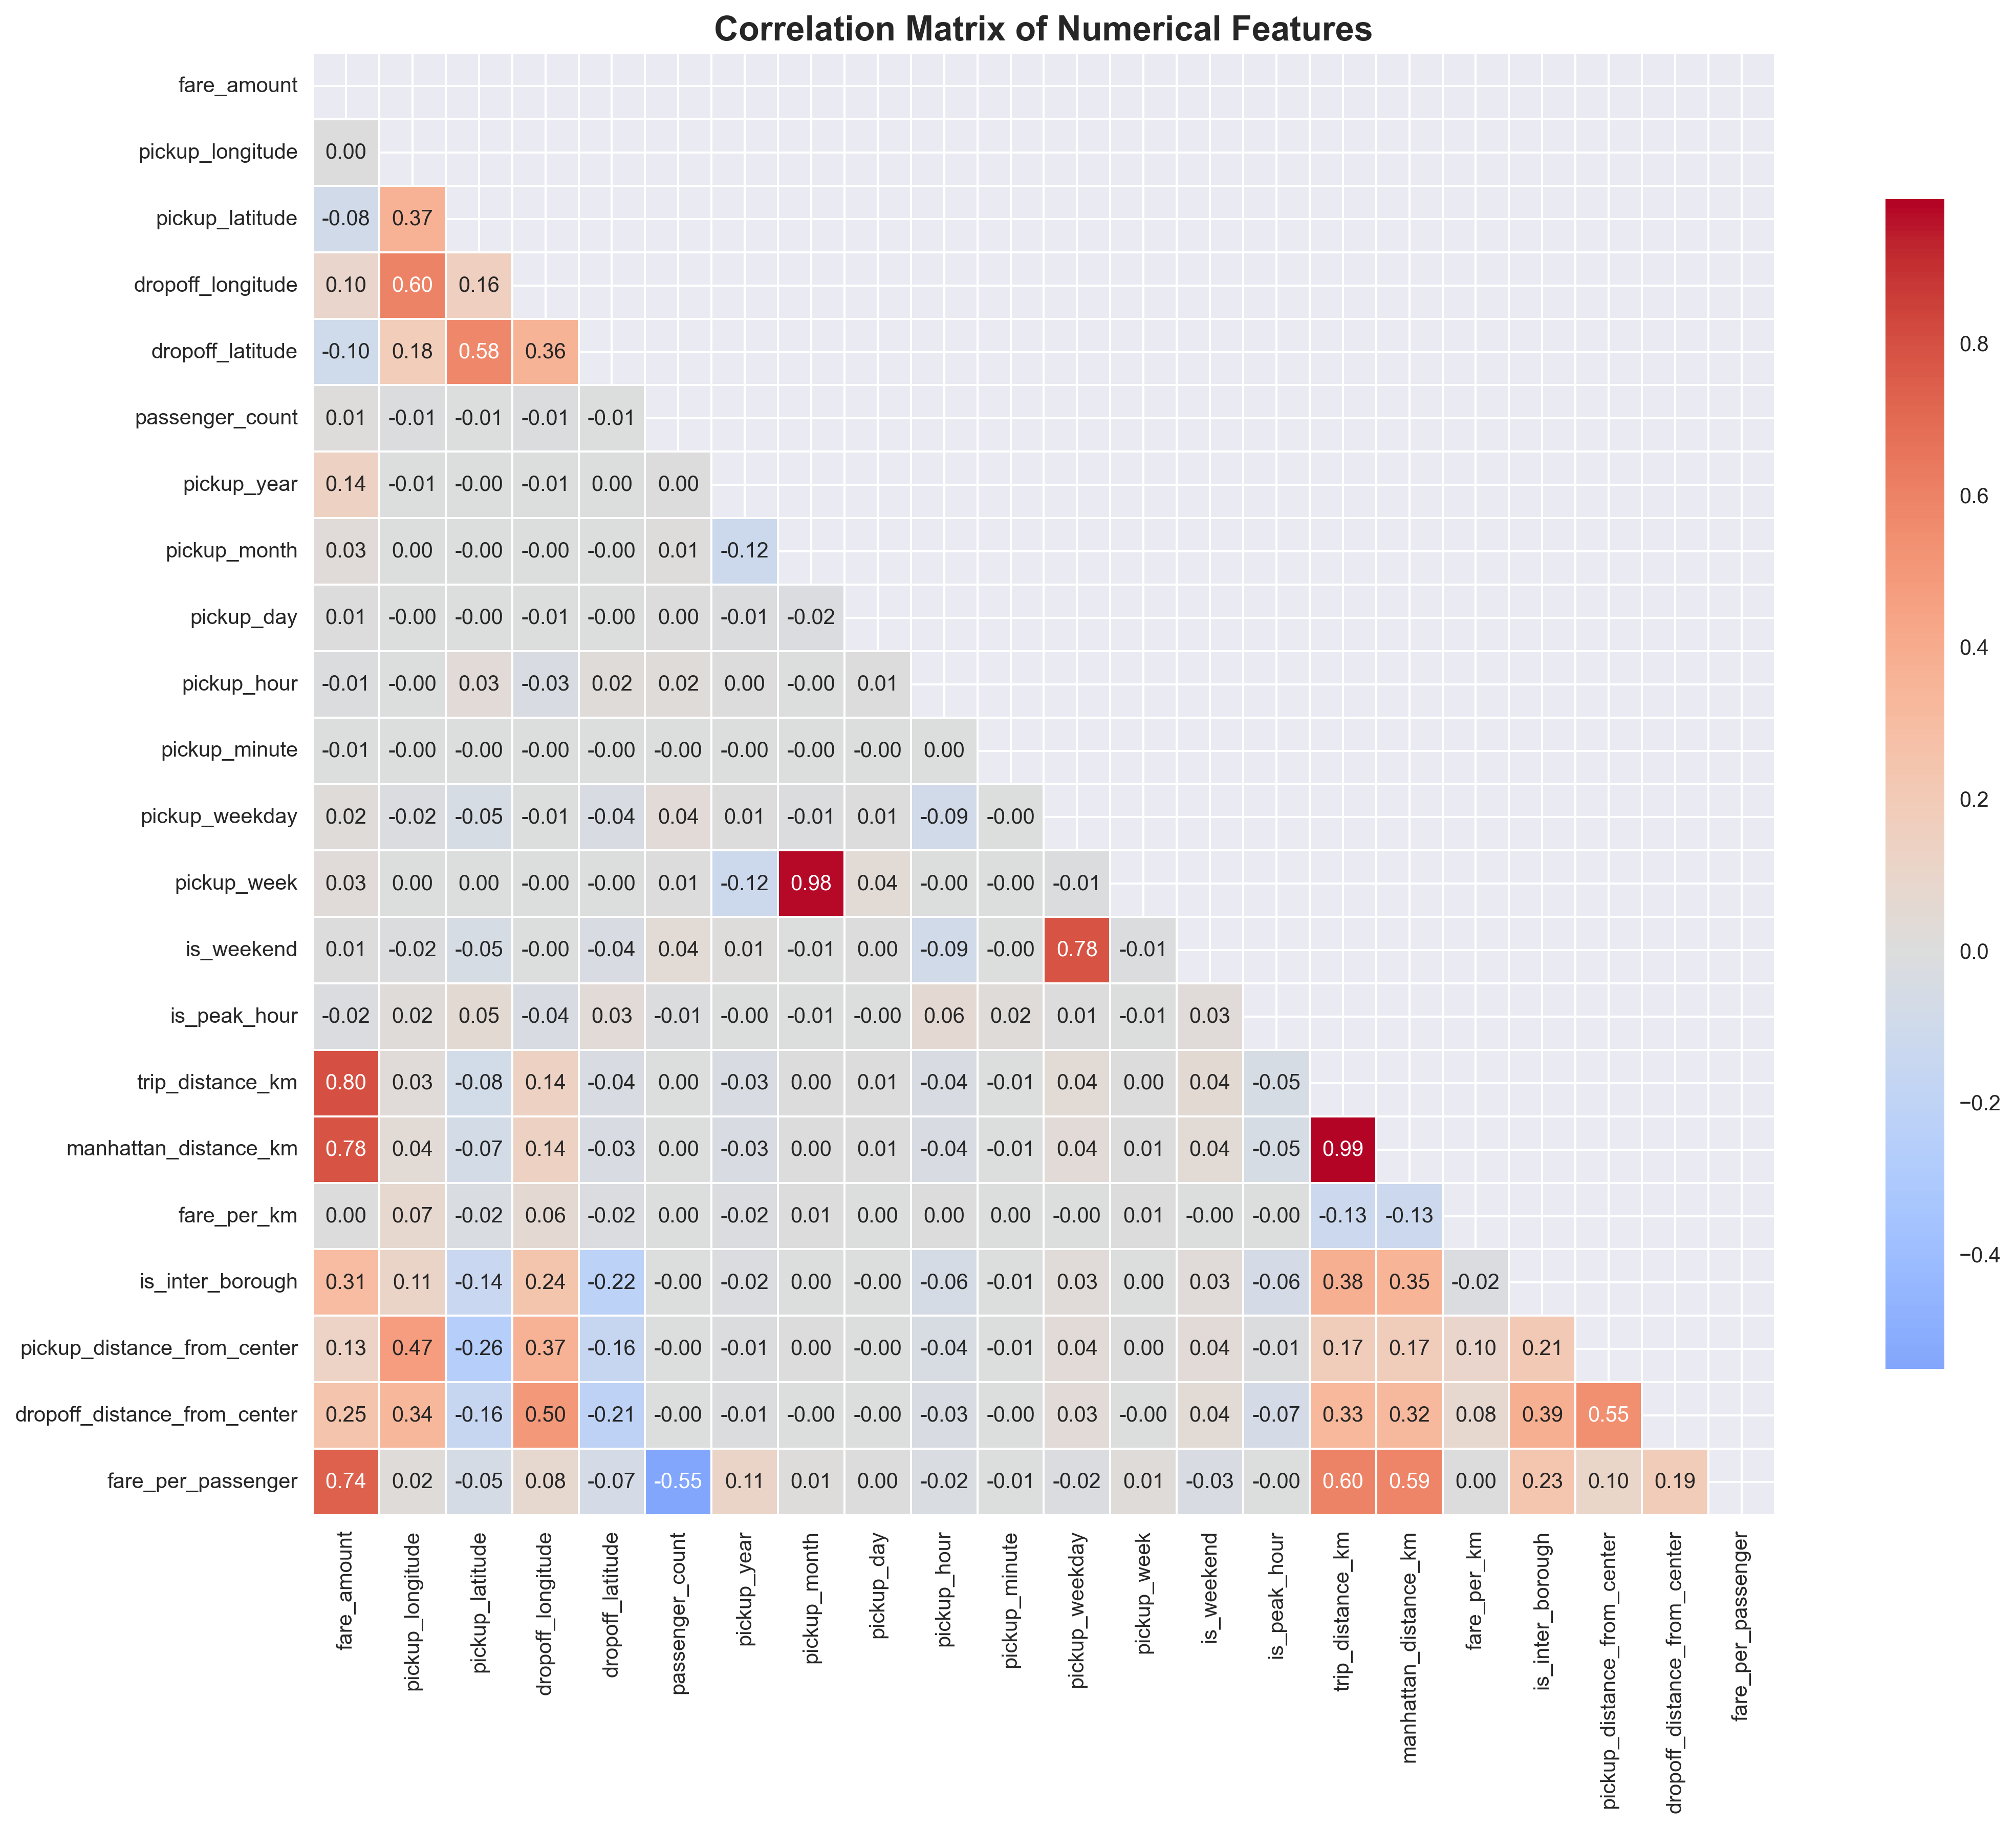 Correlation Matrix of Numerical Features
fare_amount
pickup_longitude 0.00
pickup_latitude -0.08 0.37
dropoff_longitude 0.10 0.60 0.16
dropoff_latitude -0.10 0.18 0.58 0.36
passenger_count 0.01 -0.01 -0.01 -0.01 -0.01
pickup_year 0.14 -0.01 -0.00 -0.01 0.00 0.00
pickup_month 0.03 0.00 -0.00 -0.00 -0.00 0.01 -0.12
pickup_day 0.01 -0.00 -0.00 -0.01 -0.00 0.00 -0.01 -0.02
pickup_hour -0.01 -0.00 0.03 -0.03 0.02 0.02 0.00 -0.00 0.01
pickup_minute -0.01 -0.00 -0.00 -0.00 -0.00 -0.00 -0.00 -0.00 -0.00 0.00
pickup_weekday 0.02 -0.02 -0.05 -0.01 -0.04 0.04 0.01 -0.01 0.01 -0.09 -0.00
pickup_week 0.03 0.00 0.00 -0.00 -0.00 0.01 -0.12 0.98 0.04 -0.00 -0.00 -0.01
is_weekend 0.01 -0.02 -0.05 -0.00 -0.04 0.04 0.01 -0.01 0.00 -0.09 -0.00 0.78 -0.01
is_peak_hour -0.02 0.02 0.05 -0.04 0.03 -0.01 -0.00 -0.01 -0.00 0.06 0.02 0.01 -0.01 0.03
trip_distance_km 0.80 0.03 -0.08 0.14 -0.04 0.00 -0.03 0.00 0.01 -0.04 -0.01 0.04 0.00 0.04 -0.05
manhattan_distance_km 0.78 0.04 -0.07 0.14 -0.03 0.00 -0.03 0.00 0.01 -0.04 -0.01 0.04 0.01 0.04 -0.05 0.99
fare_per_km 0.00 0.07 -0.02 0.06 -0.02 0.00 -0.02 0.01 0.00 0.00 0.00 -0.00 0.01 -0.00 -0.00 -0.13 -0.13
is_inter_borough 0.31 0.11 -0.14 0.24 -0.22 -0.00 -0.02 0.00 -0.00 -0.06 -0.01 0.03 0.00 0.03 -0.06 0.38 0.35 -0.02
pickup_distance_from_center 0.13 0.47 -0.26 0.37 -0.16 -0.00 -0.01 0.00 -0.00 -0.04 -0.01 0.04 0.00 0.04 -0.01 0.17 0.17 0.10 0.21
dropoff_distance_from_center 0.25 0.34 -0.16 0.50 -0.21 -0.00 -0.01 -0.00 -0.00 -0.03 -0.00 0.03 -0.00 0.04 -0.07 0.33 0.32 0.08 0.39 0.55
fare_per_passenger 0.74 0.02 -0.05 0.08 -0.07 -0.55 0.11 0.01 0.00 -0.02 -0.01 -0.02 0.01 -0.03 -0.00 0.60 0.59 0.00 0.23 0.10 0.19
fare_amount
pickup_longitude
pickup_latitude
dropoff_longitude
dropoff_latitude
passenger_count
pickup_year
pickup_month
pickup_day
pickup_hour
pickup_minute
pickup_weekday
pickup_week
is_weekend
is_peak_hour
trip_distance_km
manhattan_distance_km
fare_per_km
is_inter_borough
pickup_distance_from_center
dropoff_distance_from_center
fare_per_passenger
0.8
0.6
0.4
0.2
0.0
−0.2
−0.4